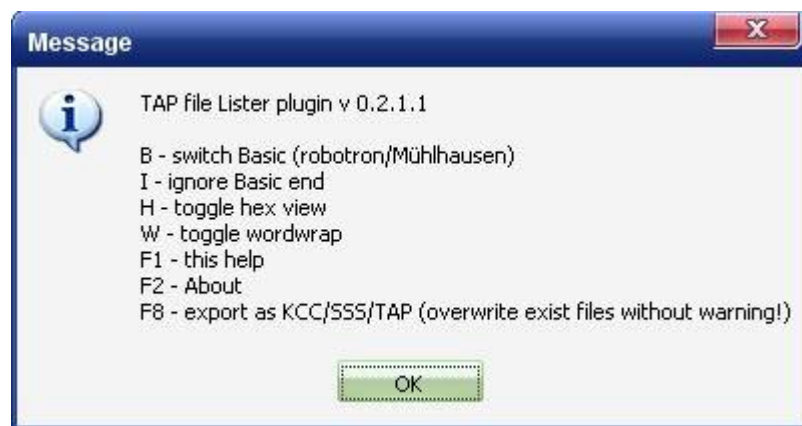 Message
TAP file Lister plugin v 0.2.1.1
B - switch Basic (robotron/Mühlhausen)
I - ignore Basic end
H - toggle hex view
W - toggle wordwrap
F1 - this help
F2 - About
F8 - export as KCC/SSS/TAP (overwrite exist files without warning!)
OK